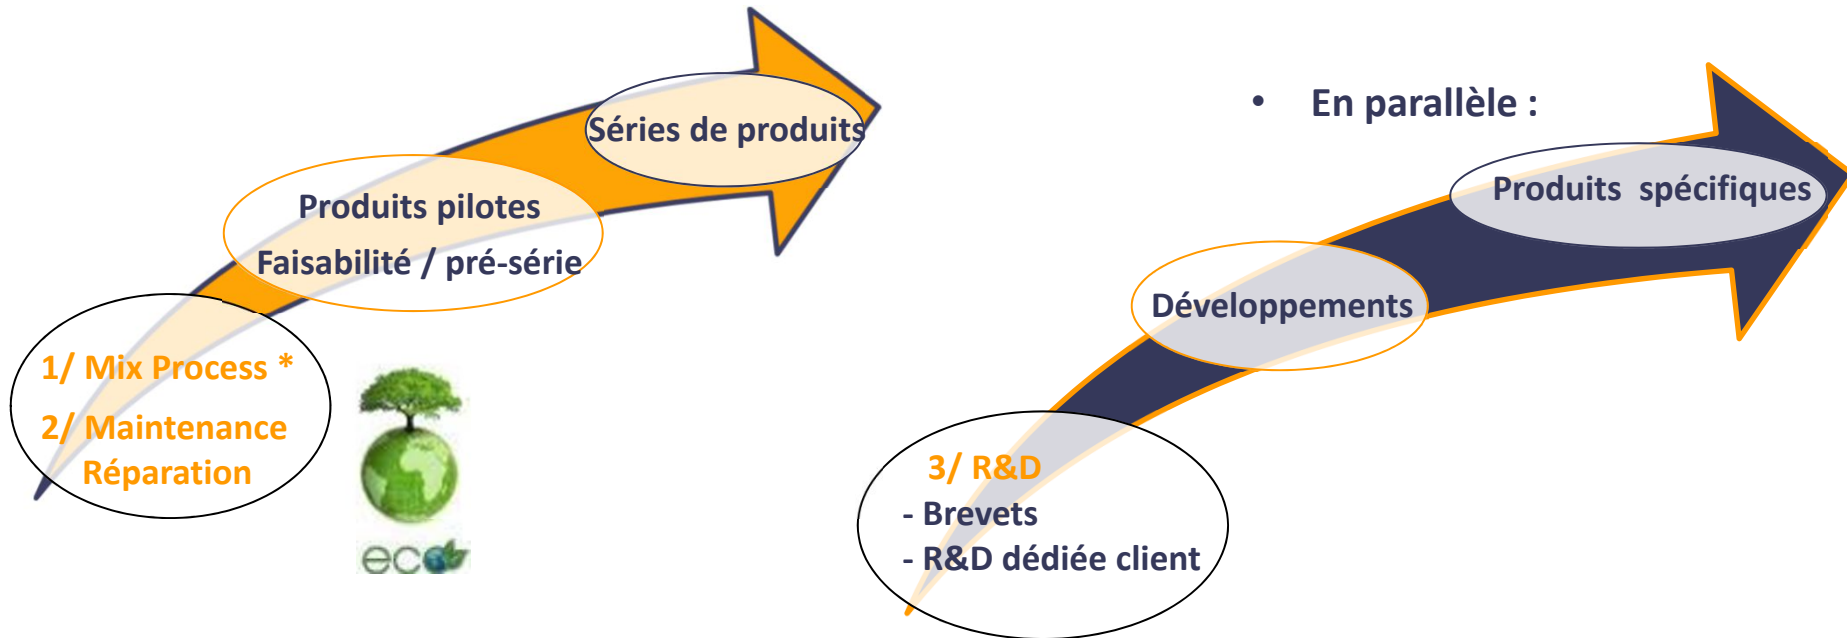 Séries de produits
Produits pilotes
Faisabilité / pré-série
1/ Mix Process *
2/ Maintenance
Réparation
eco
• En parallèle :
Produits spécifiques
Développements
3/ R&D
- Brevets
- R&D dédiée client